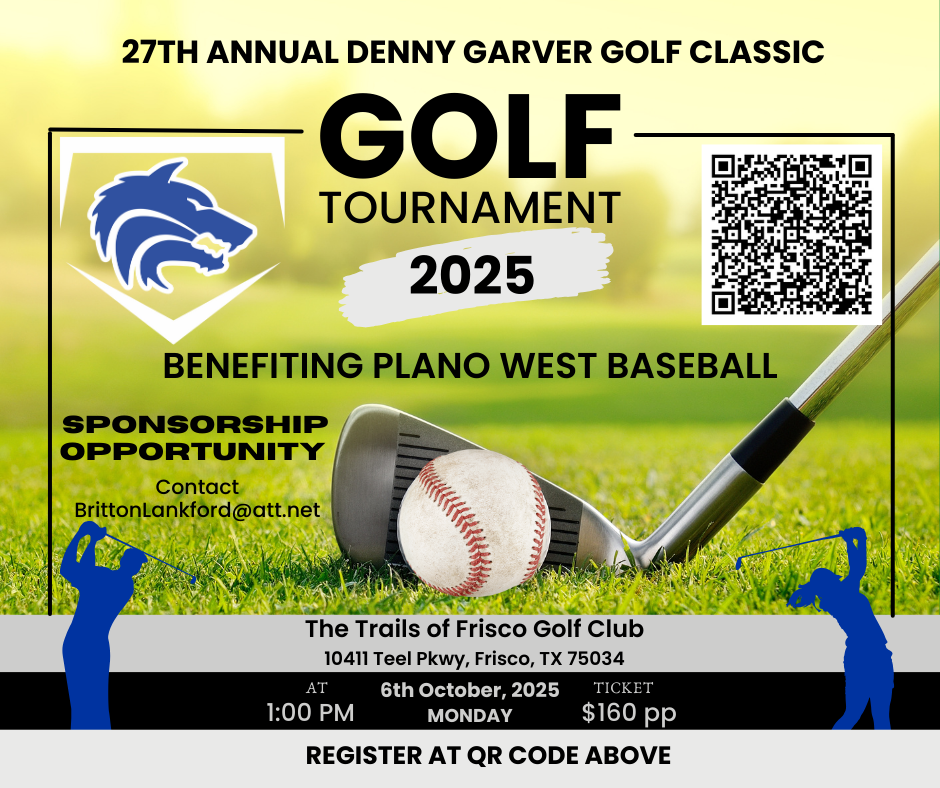 27TH ANNUAL DENNY GARVER GOLF CLASSIC
GOLF
TOURNAMENT
2025
BENEFITING PLANO WEST BASEBALL
SPONSORSHIP
OPPORTUNITY
Contact
BrittonLankford@att.net
The Trails of Frisco Golf Club
10411 Teel Pkwy, Frisco, TX 75034
AT
1:00 PM
6th October, 2025
MONDAY
TICKET
$160 pp
REGISTER AT QR CODE ABOVE